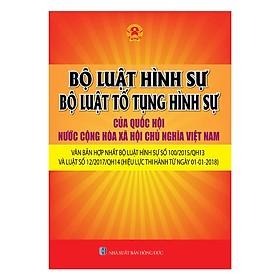 BỘ LUẬT HÌNH SỰ
BỘ LUẬT TỐ TỤNG HÌNH SỰ
CỦA QUỐC HỘI
NƯỚC CỘNG HÒA XÃ HỘI CHỦ NGHĨA VIỆT NAM
VĂN BẢN HỢP NHẤT BỘ LUẬT HÌNH SỰ SỐ 100/2015/QH13
VÀ LUẬT SỐ 12/2017/QH14 (HIỆU LỰC THI HÀNH TỪ NGÀY 01-01-2018)
NHÀ XUẤT BẢN HỒNG ĐỨC